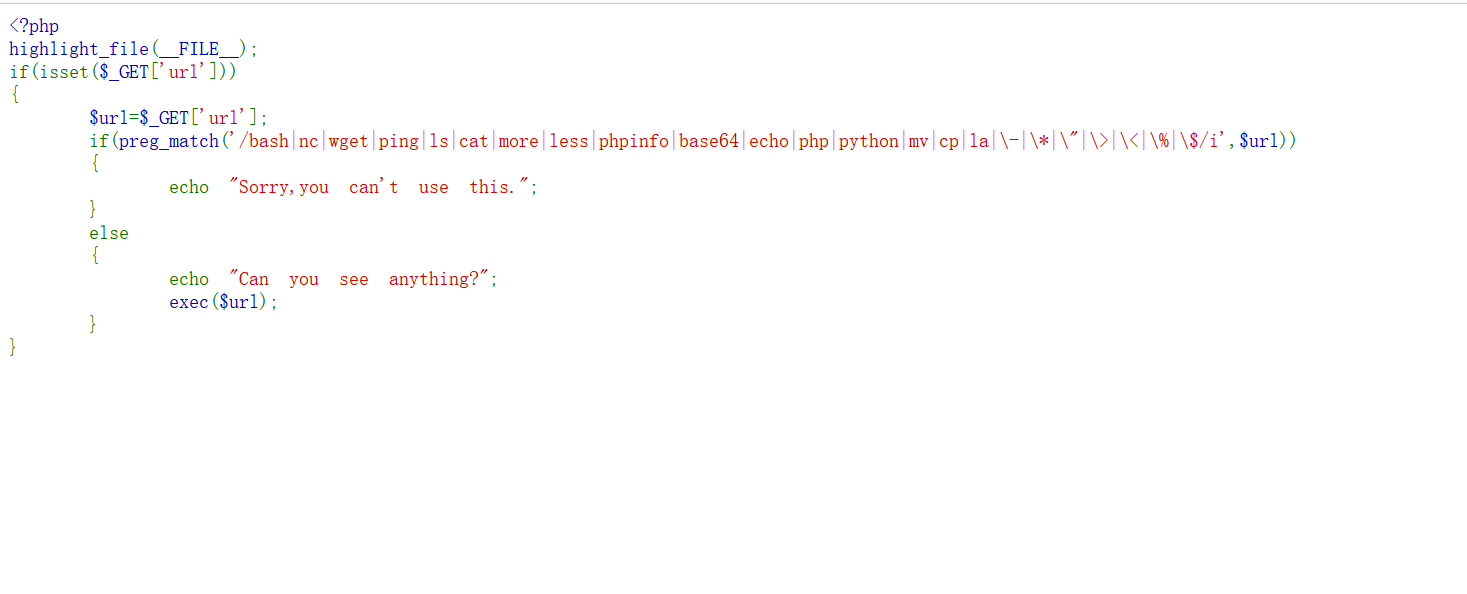 <?php
highlight_file(__FILE__);
if(isset($_GET['url']))
{
        $url=$_GET['url'];
        if(preg_match('/bash|nc|wget|ping|ls|cat|more|less|phpinfo|base64|echo|php|python|mv|cp|la|\-|\*|\"|\>|\<|\%|\$/i',$url))
        {
                echo "Sorry,you can't use this.";
        }
        else
        {
                echo "Can you see anything?";
                exec($url);
        }
}